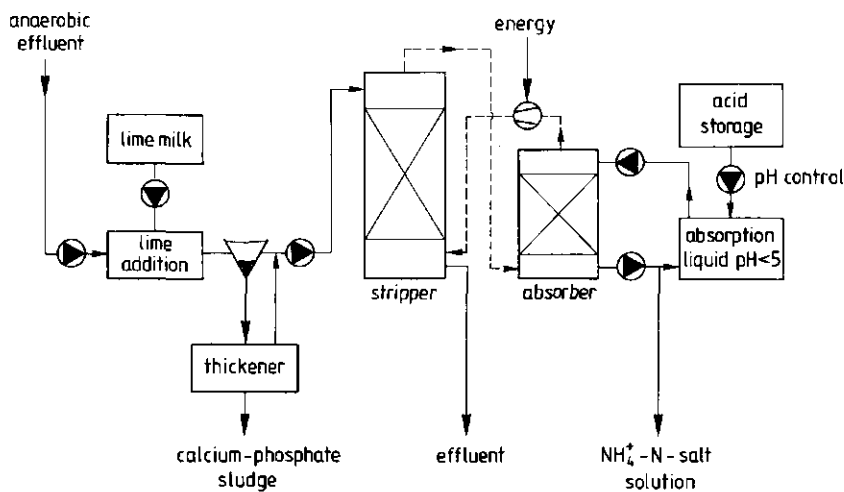 anaerobic
effluent
energy
lime milk
acid
storage
pH control
lime
addition
absorption
liquid pH<5
stripper
absorber
thickener
calcium-phosphate
sludge
effluent
NH₄⁺-N-salt
solution